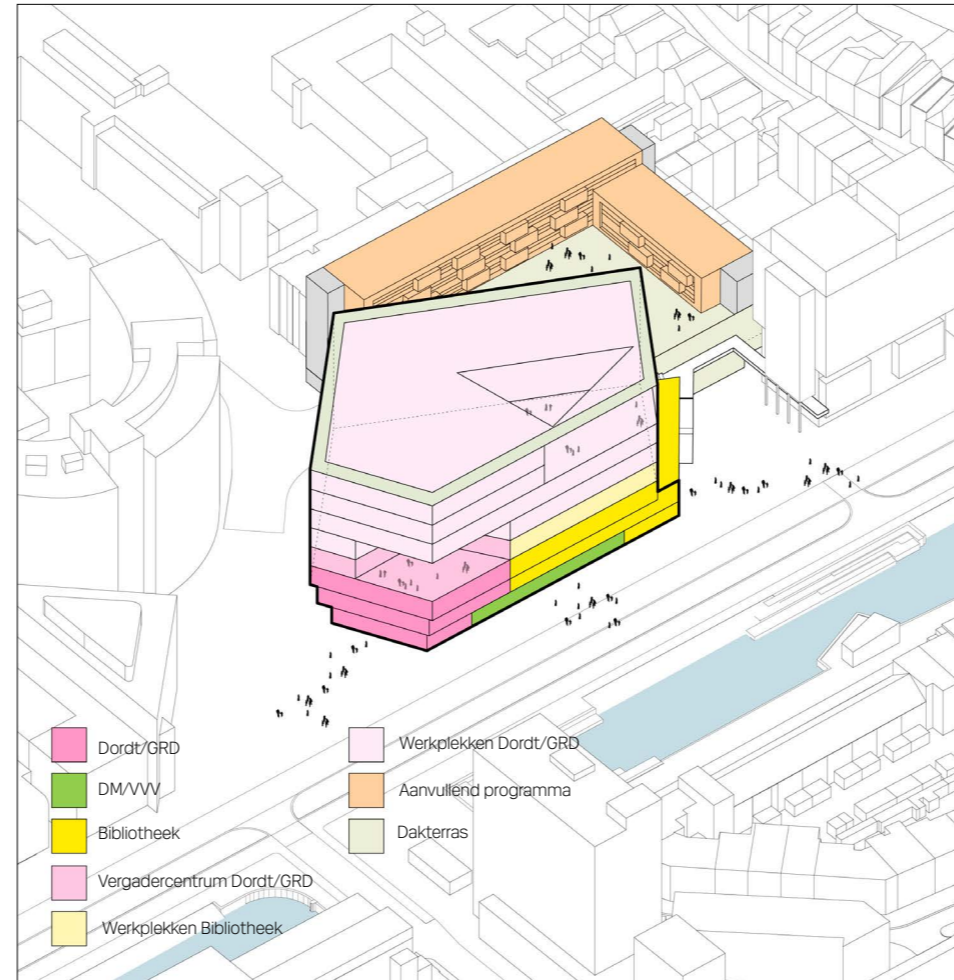 Dordt/GRD
DM/VVV
Bibliotheek
Vergadercentrum Dordt/GRD
Werkplekken Bibliotheek
Werkplekken Dordt/GRD
Aanvullend programma
Dakterras